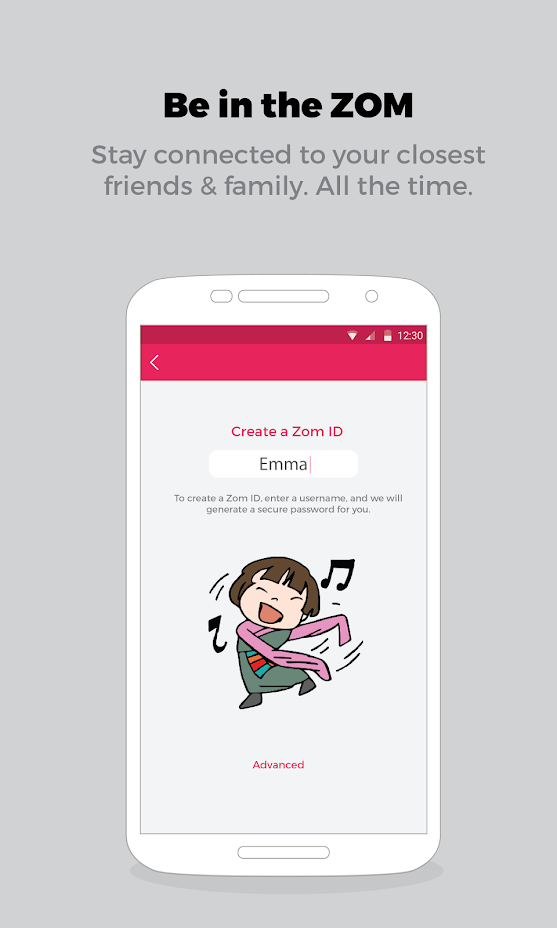 Be in the ZOM
Stay connected to your closest
friends & family. All the time.
12:30
Create a Zom ID
Emma
To create a Zom ID, enter a username, and we will
generate a secure password for you.
Advanced